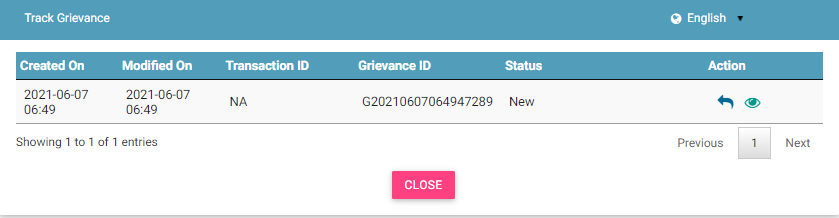 Track Grievance
English
Created On Modified On Transaction ID Grievance ID Status Action
2021-06-07 2021-06-07
NA G20210607064947289 New
06:49 06:49
Showing 1 to 1 of 1 entries
Previous 1 Next
CLOSE